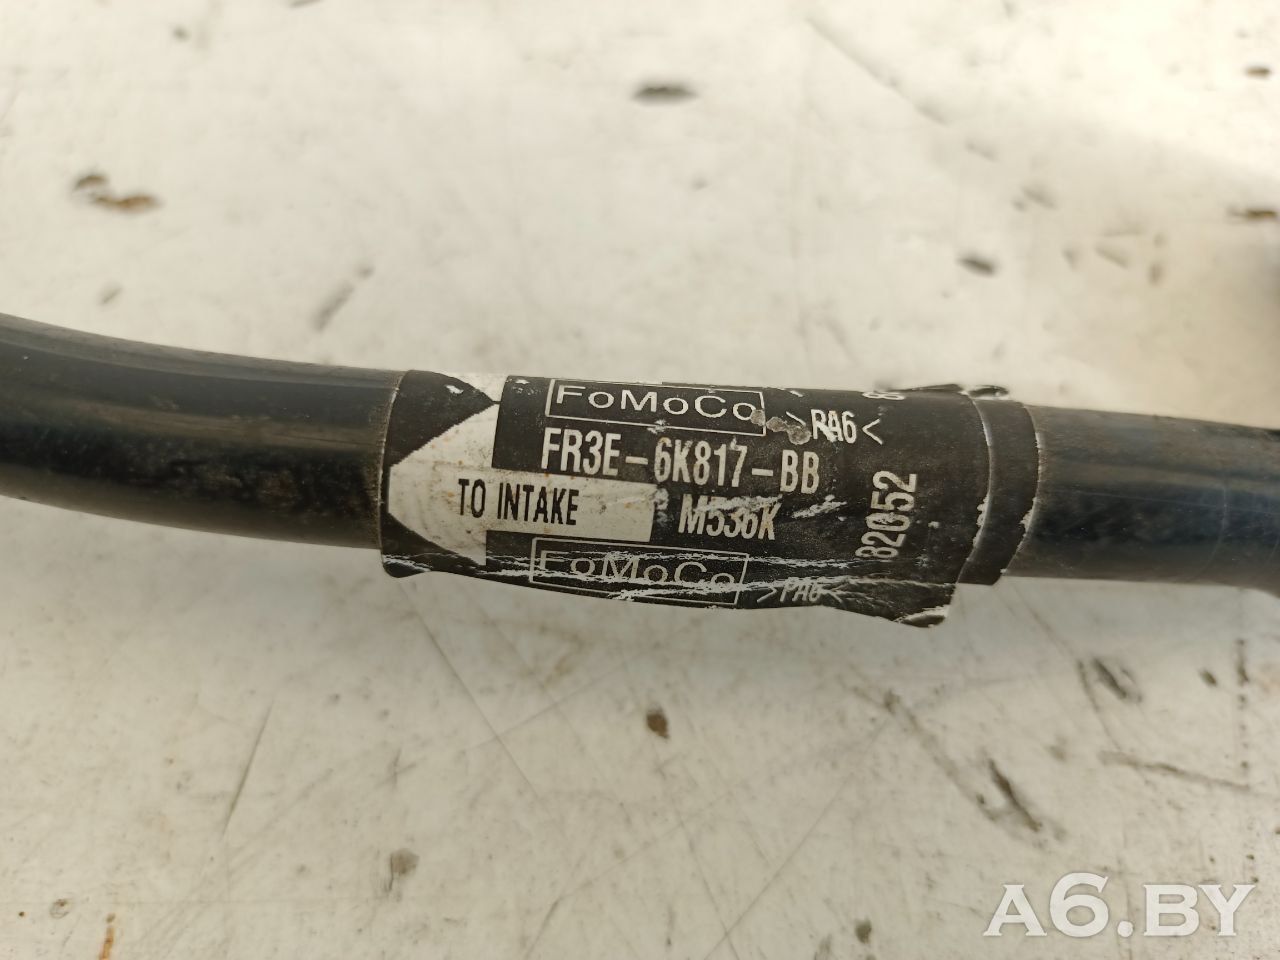 FoMoCo
>PA6<
FR3E-6K817-BB
TO INTAKE
M536K
82052
FoMoCo
>PA6<
A6.BY